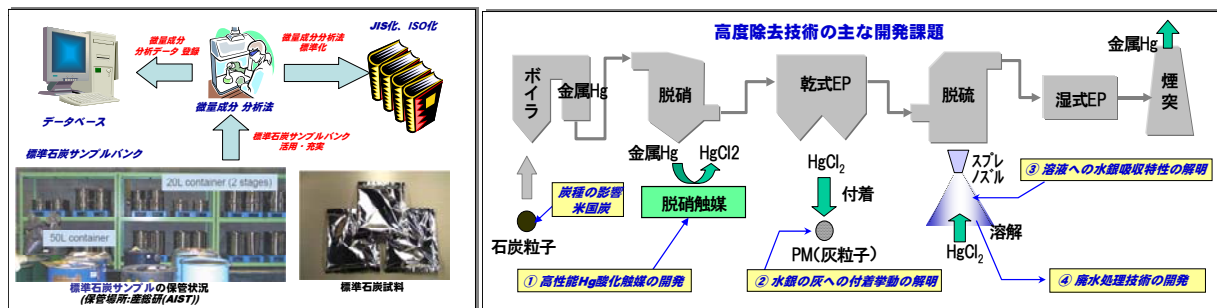 微量成分
分析データ 登録
微量成分分析法
標準化
JIS化、ISO化
微量成分 分析法
データベース
標準石炭サンプルバンク
活用・充実
標準石炭サンプルバンク
20L container (2 stages)
50L container
標準石炭サンプルの保管状況
(保管場所:産総研(AIST))
標準石炭試料
高度除去技術の主な開発課題
ボイラ
金属Hg
脱硝
乾式EP
脱硫
湿式EP
金属Hg
煙突
金属Hg
HgCl2
脱硝触媒
HgCl2
付着
PM(灰粒子)
スプレ
ノズル
溶解
HgCl2
炭種の影響
米国炭
石炭粒子
① 高性能Hg酸化触媒の開発
② 水銀の灰への付着挙動の解明
③ 溶液への水銀吸収特性の解明
④ 廃水処理技術の開発